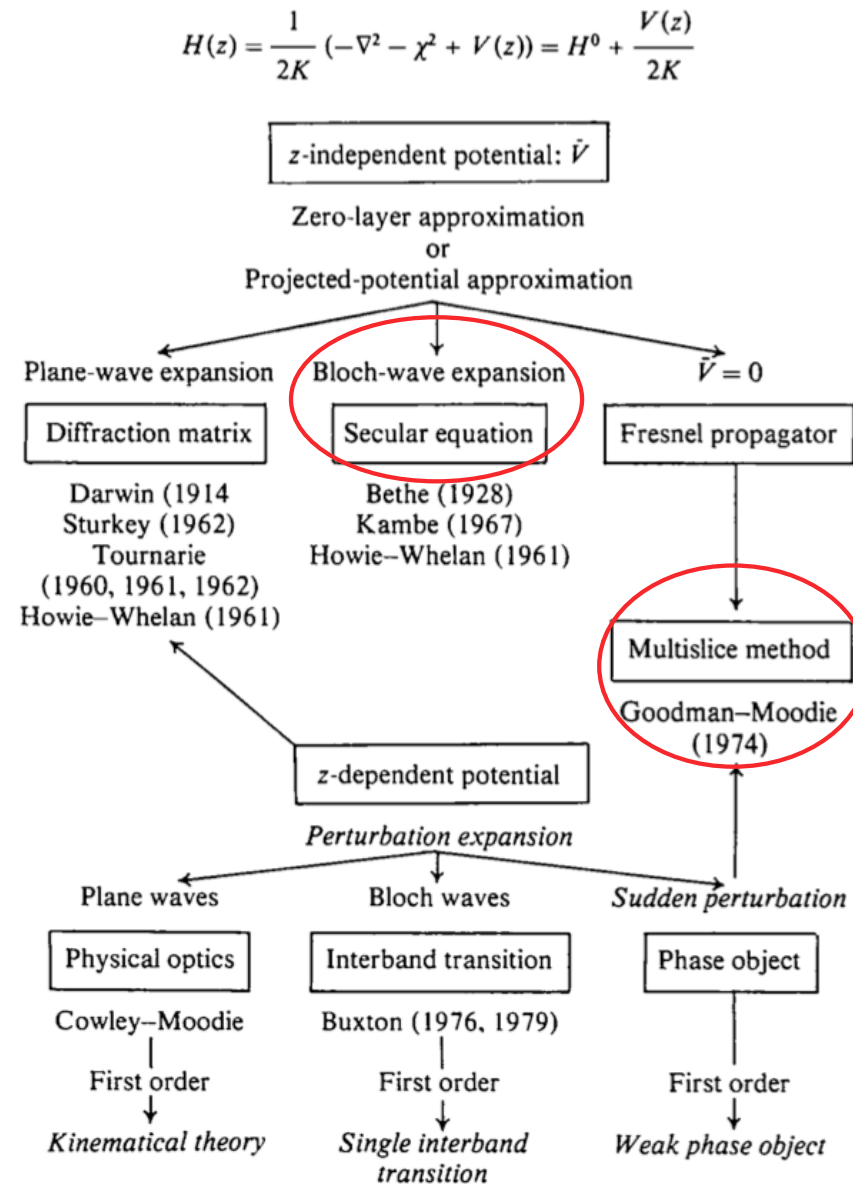 H(z) = 1/2K (−∇² − χ² + V(z)) = H⁰ + V(z)/2K
z-independent potential: V̄
Zero-layer approximation
or
Projected-potential approximation
Plane-wave expansion
Diffraction matrix
Darwin (1914
Sturkey (1962)
Tournarie
(1960, 1961, 1962)
Howie–Whelan (1961)
Bloch-wave expansion
Secular equation
Bethe (1928)
Kambe (1967)
Howie–Whelan (1961)
V̄ = 0
Fresnel propagator
Multislice method
Goodman–Moodie
(1974)
z-dependent potential
Perturbation expansion
Plane waves
Physical optics
Cowley–Moodie
First order
Kinematical theory
Bloch waves
Interband transition
Buxton (1976, 1979)
First order
Single interband
transition
Sudden perturbation
Phase object
First order
Weak phase object